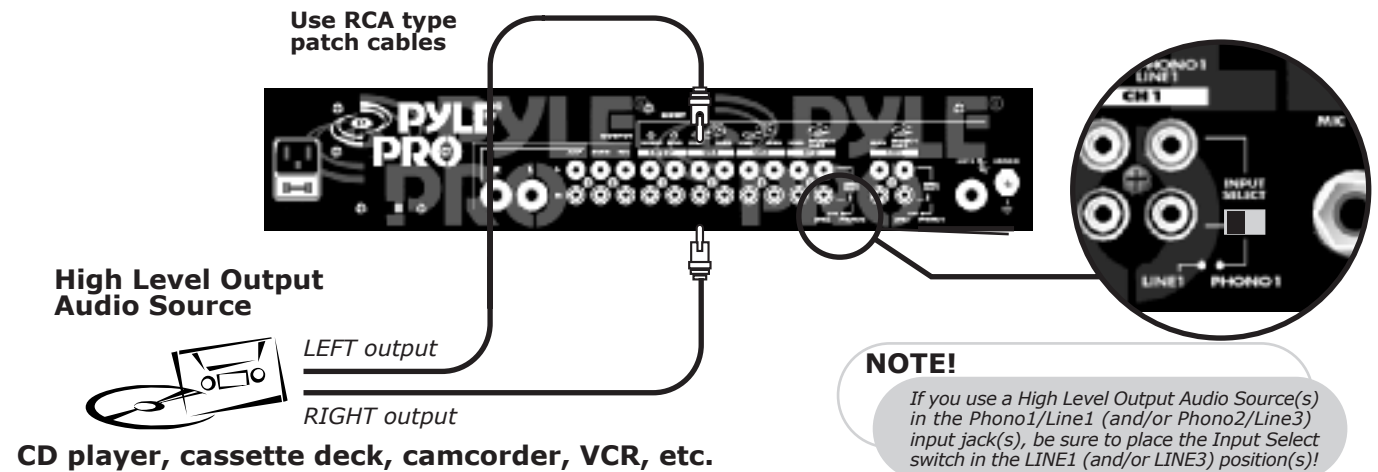 Use RCA type
patch cables
PYLE
PRO
PHONO1
LINE1
CH 1
MIC
INPUT
SELECT
LINE1 PHONO1
High Level Output
Audio Source
LEFT output
RIGHT output
CD player, cassette deck, camcorder, VCR, etc.
NOTE!
If you use a High Level Output Audio Source(s)
in the Phono1/Line1 (and/or Phono2/Line3)
input jack(s), be sure to place the Input Select
switch in the LINE1 (and/or LINE3) position(s)!